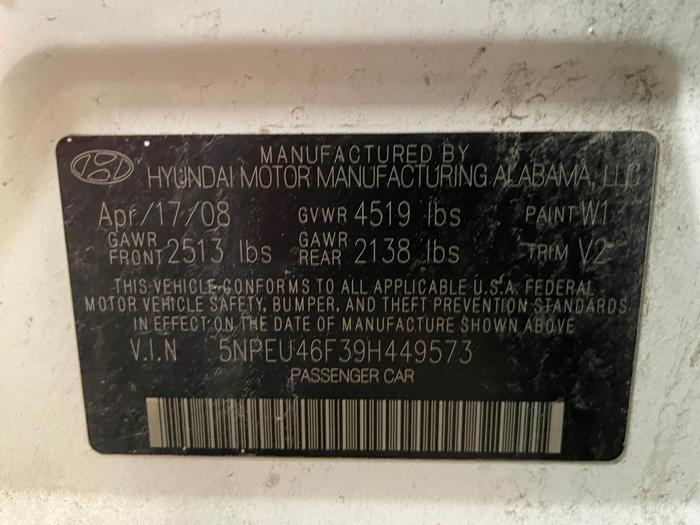 MANUFACTURED BY
HYUNDAI MOTOR MANUFACTURING ALABAMA, LLC
Apr/17/08 GVWR 4519 lbs PAINT W1
GAWR FRONT 2513 lbs GAWR REAR 2138 lbs TRIM V2
THIS VEHICLE CONFORMS TO ALL APPLICABLE U.S.A. FEDERAL
MOTOR VEHICLE SAFETY, BUMPER, AND THEFT PREVENTION STANDARDS
IN EFFECT ON THE DATE OF MANUFACTURE SHOWN ABOVE
V.I.N 5NPEU46F39H449573
PASSENGER CAR